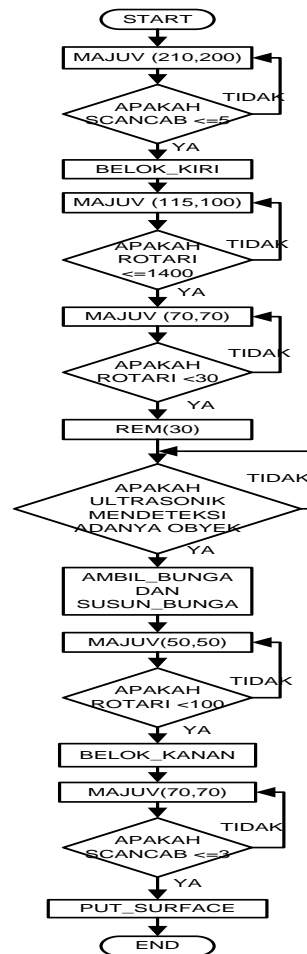 START
MAJUV (210,200)
TIDAK
APAKAH
SCANCAB <=5
YA
BELOK_KIRI
MAJUV (115,100)
APAKAH
TIDAK
ROTARI
<=1400
YA
MAJUV (70,70)
TIDAK
APAKAH
ROTARI <30
YA
REM(30)
TIDAK
APAKAH
ULTRASONIK
MENDETEKSI
ADANYA OBYEK
YA
AMBIL_BUNGA
DAN
SUSUN_BUNGA
MAJUV(50,50)
TIDAK
APAKAH
ROTARI <100
YA
BELOK_KANAN
MAJUV(70,70)
TIDAK
APAKAH
SCANCAB <=3
YA
PUT_SURFACE
END